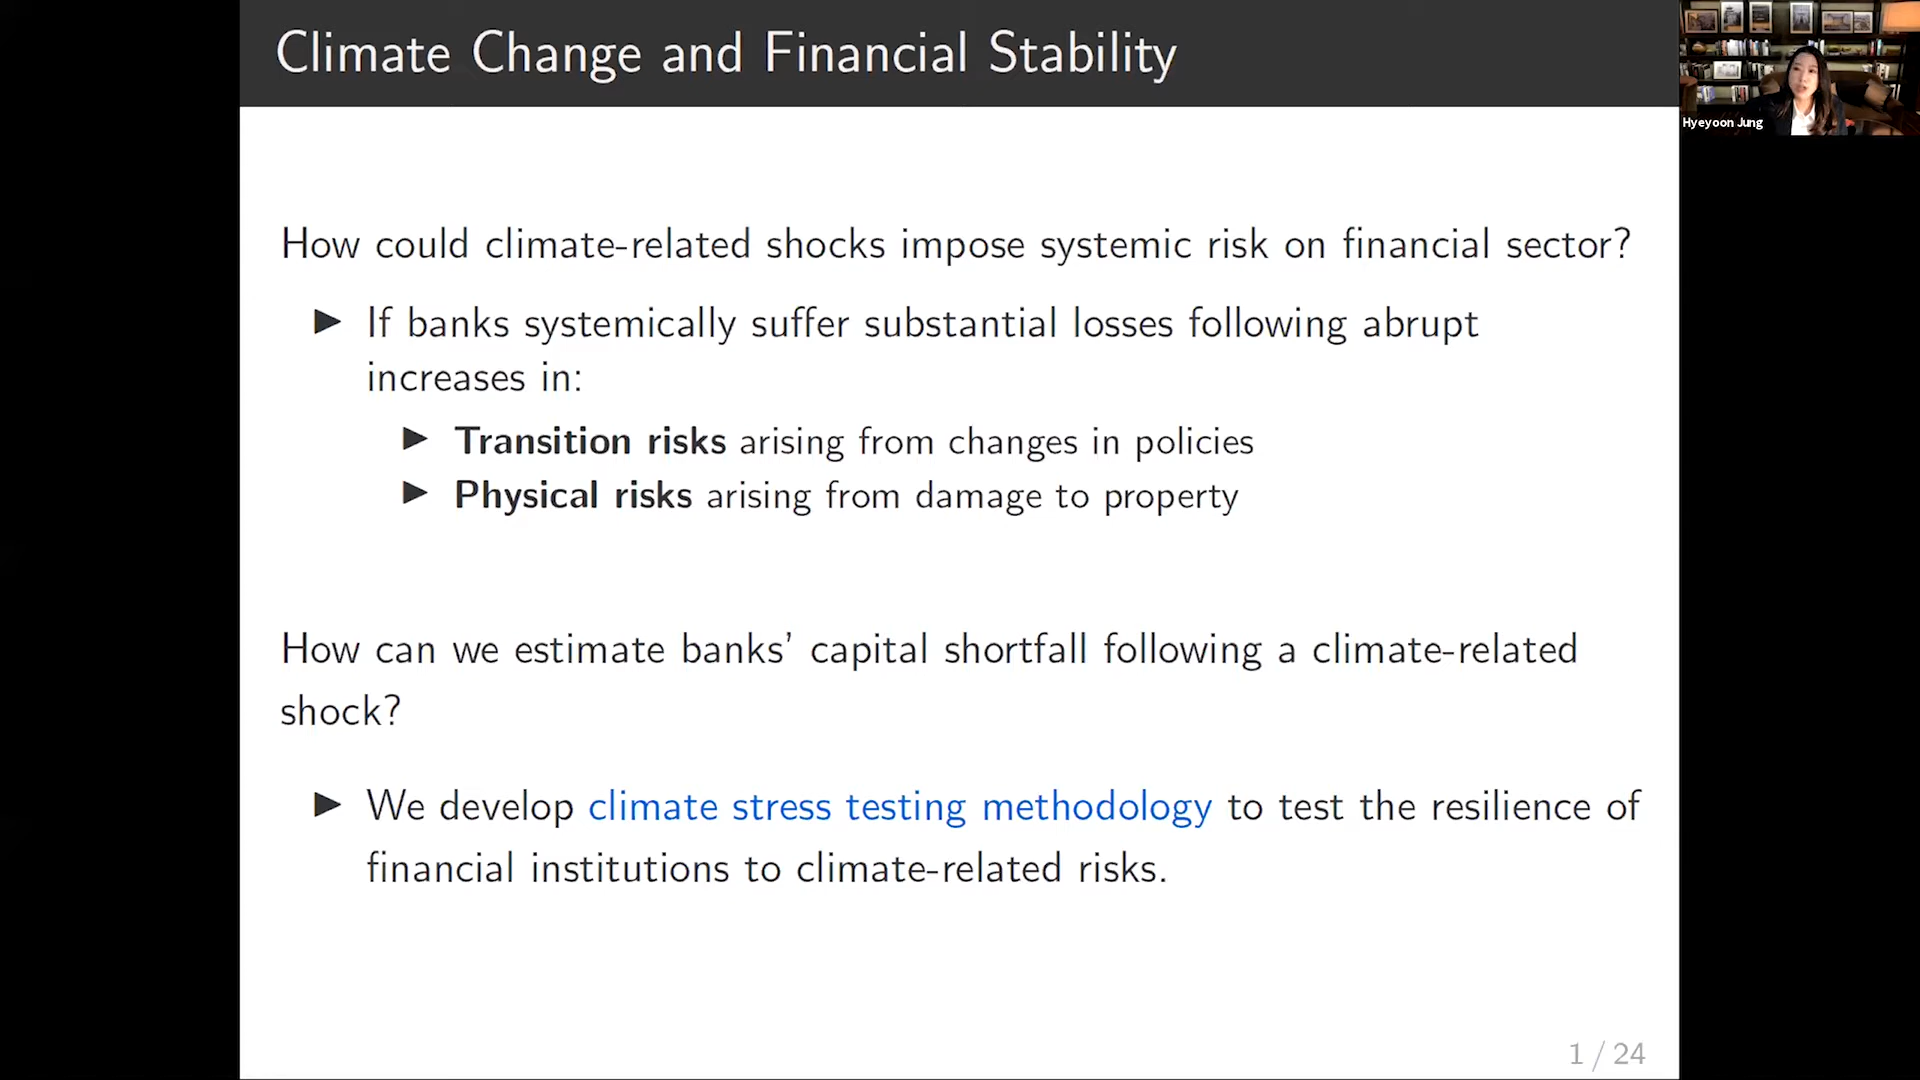 Climate Change and Financial Stability
Hyeyoon Jung
How could climate-related shocks impose systemic risk on financial sector?
▶ If banks systemically suffer substantial losses following abrupt
increases in:
▶ Transition risks arising from changes in policies
▶ Physical risks arising from damage to property
How can we estimate banks’ capital shortfall following a climate-related
shock?
▶ We develop climate stress testing methodology to test the resilience of
financial institutions to climate-related risks.
1 / 24